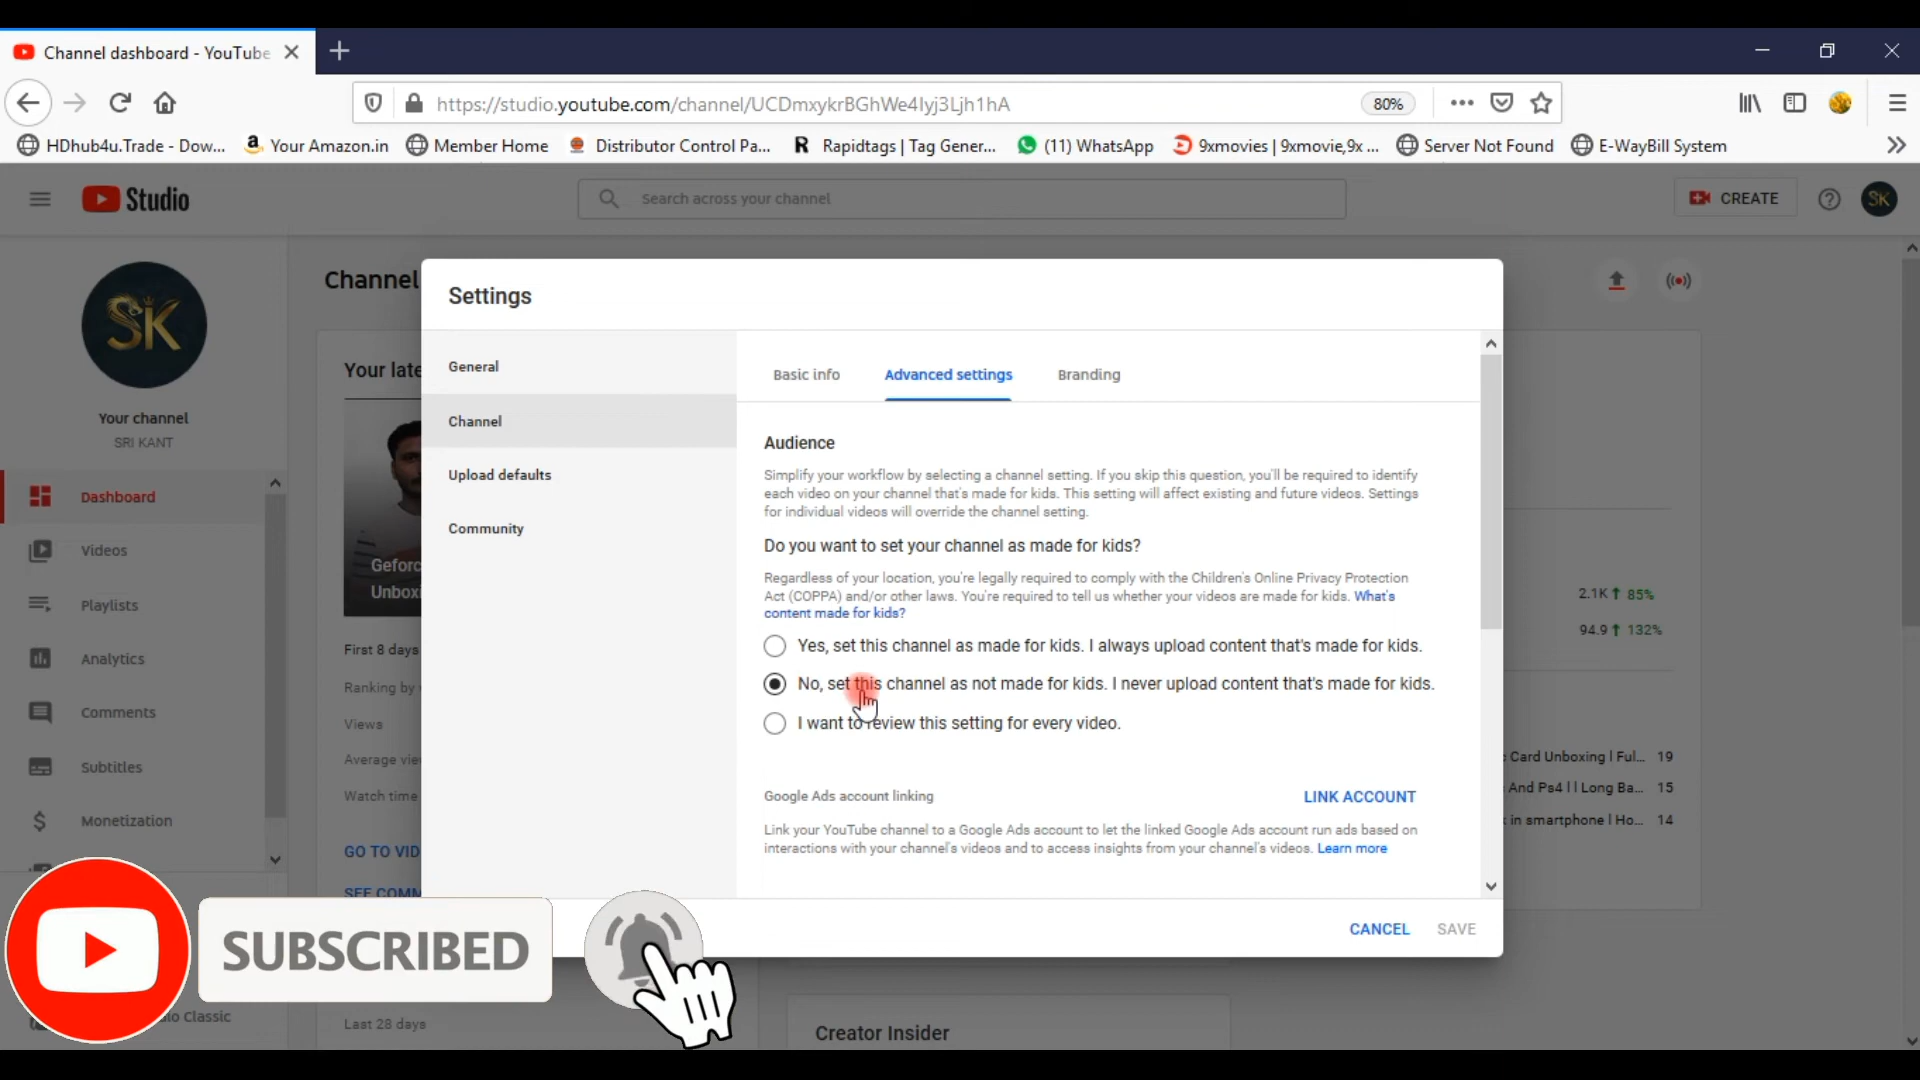 Channel dashboard - YouTube
https://studio.youtube.com/channel/UCDmxykrBGhWe4Iyj3Ljh1hA
80%
HDhub4u.Trade - Dow...
Your Amazon.in
Member Home
Distributor Control Pa...
Rapidtags | Tag Gener...
(11) WhatsApp
9xmovies | 9xmovie,9x ...
Server Not Found
E-WayBill System
Studio
Search across your channel
CREATE
SK
SK
Your channel
SRI KANT
Dashboard
Videos
Playlists
Analytics
Comments
Subtitles
Monetization
Channel
Your late
Gefor
Unboxi
First 8 days
Ranking by
Views
Average vie
Watch time
GO TO VID
SEE COMM
Last 28 days
Settings
General
Channel
Upload defaults
Community
Basic info
Advanced settings
Branding
Audience
Simplify your workflow by selecting a channel setting. If you skip this question, you'll be required to identify
each video on your channel that's made for kids. This setting will affect existing and future videos. Settings
for individual videos will override the channel setting.
Do you want to set your channel as made for kids?
Regardless of your location, you're legally required to comply with the Children's Online Privacy Protection
Act (COPPA) and/or other laws. You're required to tell us whether your videos are made for kids. What's
content made for kids?
Yes, set this channel as made for kids. I always upload content that's made for kids.
No, set this channel as not made for kids. I never upload content that's made for kids.
I want to review this setting for every video.
Google Ads account linking
LINK ACCOUNT
Link your YouTube channel to a Google Ads account to let the linked Google Ads account run ads based on
interactions with your channel's videos and to access insights from your channel's videos. Learn more
CANCEL
SAVE
2.1K 85%
94.9 132%
Card Unboxing l Ful... 19
And Ps4 l l Long Ba... 15
in smartphone l Ho... 14
Creator Insider
SUBSCRIBED
io Classic